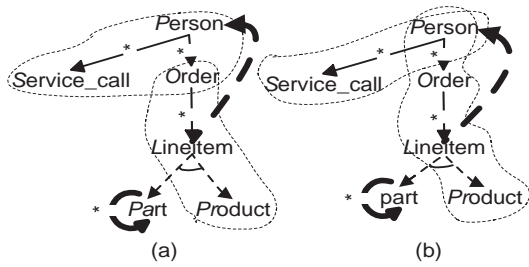 Person Person
* * * *
Service_call Order Service_call Order
* *
LineItem LineItem
* Part Product * part Product
(a) (b)